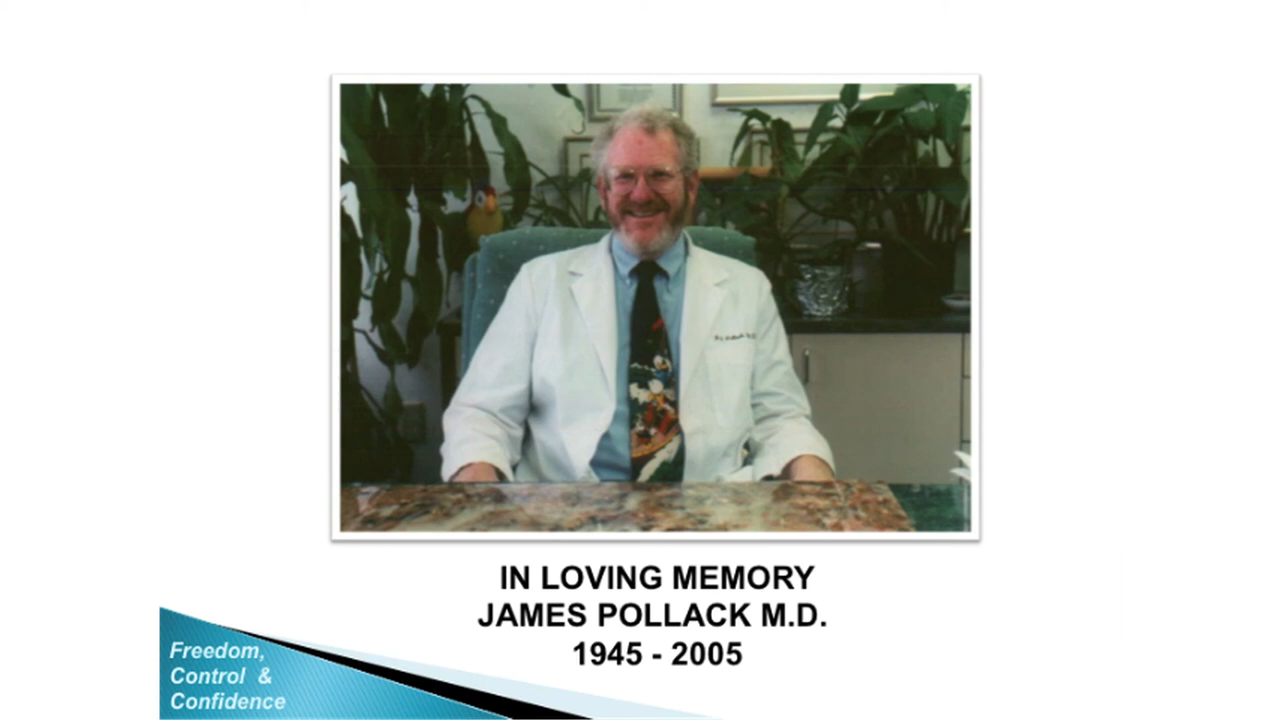 IN LOVING MEMORY
JAMES POLLACK M.D.
1945 - 2005
Freedom,
Control &
Confidence